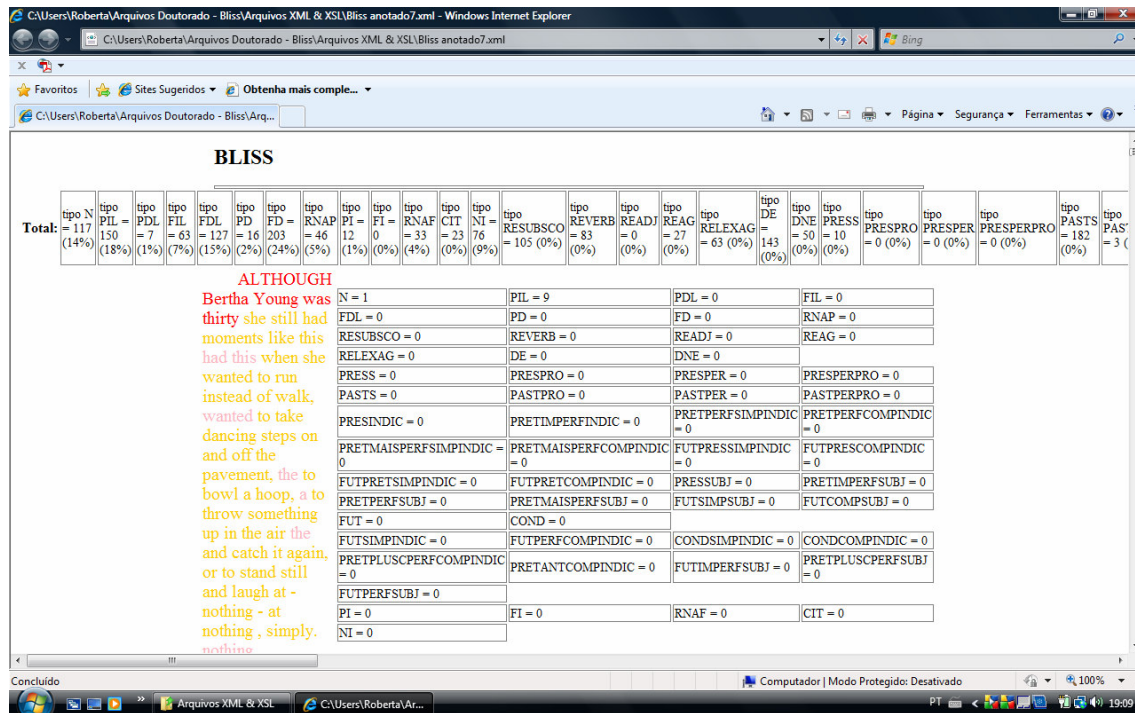 C:\Users\Roberta\Arquivos Doutorado - Bliss\Arquivos XML & XSL\Bliss anotado7.xml - Windows Internet Explorer
C:\Users\Roberta\Arquivos Doutorado - Bliss\Arquivos XML & XSL\Bliss anotado7.xml
Bing
Favoritos Sites Sugeridos Obtenha mais comple...
C:\Users\Roberta\Arquivos Doutorado - Bliss\Arq...
Página Segurança Ferramentas
BLISS
Total:
tipo N = 117 (14%)
tipo PIL = 150 (18%)
tipo PDL = 7 (1%)
tipo FIL = 63 (7%)
tipo FDL = 127 (15%)
tipo PD = 16 (2%)
tipo FD = 203 (24%)
tipo RNAP = 46 (5%)
tipo PI = 12 (1%)
tipo FI = 0 (0%)
tipo RNAF = 33 (4%)
tipo CIT = 23 (0%)
tipo NI = 76 (9%)
tipo RESUBSCO = 105 (0%)
tipo REVERB = 83 (0%)
tipo READJ = 0 (0%)
tipo REAG = 27 (0%)
tipo RELEXAG = 63 (0%)
tipo DE = 143 (0%)
tipo DNE = 50 (0%)
tipo PRESS = 10 (0%)
tipo PRESPRO = 0 (0%)
tipo PRESPER = 0 (0%)
tipo PRESPERPRO = 0 (0%)
tipo PASTS = 182 (0%)
tipo PAS = 3 (
ALTHOUGH
Bertha Young was
thirty she still had
moments like this
had this when she
wanted to run
instead of walk,
wanted to take
dancing steps on
and off the
pavement, the to
bowl a hoop, a to
throw something
up in the air the
and catch it again,
or to stand still
and laugh at -
nothing - at
nothing , simply.
nothing
N = 1 PIL = 9 PDL = 0 FIL = 0
FDL = 0 PD = 0 FD = 0 RNAP = 0
RESUBSCO = 0 REVERB = 0 READJ = 0 REAG = 0
RELEXAG = 0 DE = 0 DNE = 0
PRESS = 0 PRESPRO = 0 PRESPER = 0 PRESPERPRO = 0
PASTS = 0 PASTPRO = 0 PASTPER = 0 PASTPERPRO = 0
PRESINDIC = 0 PRETIMPERFINDIC = 0 PRETPERFSIMPINDIC = 0 PRETPERFCOMPINDIC = 0
PRETMAISPERFSIMPINDIC = 0 PRETMAISPERFCOMPINDIC = 0 FUTPRESSIMPINDIC = 0 FUTPRESCOMPINDIC = 0
FUTPRETSIMPINDIC = 0 FUTPRETCOMPINDIC = 0 PRESSUBJ = 0 PRETIMPERFSUBJ = 0
PRETPERFSUBJ = 0 PRETMAISPERFSUBJ = 0 FUTSIMPSUBJ = 0 FUTCOMPSUBJ = 0
FUT = 0 COND = 0
FUTSIMPINDIC = 0 FUTPERFCOMPINDIC = 0 CONDSIMPINDIC = 0 CONDCOMPINDIC = 0
PRETPLUSCPERFCOMPINDIC = 0 PRETANTCOMPINDIC = 0 FUTIMPERFSUBJ = 0 PRETPLUSCPERFSUBJ = 0
FUTPERFSUBJ = 0
PI = 0 FI = 0 RNAF = 0 CIT = 0
NI = 0
Concluído
Computador | Modo Protegido: Desativado
100%
Arquivos XML & XSL
C:\Users\Roberta\Ar...
PT
19:09